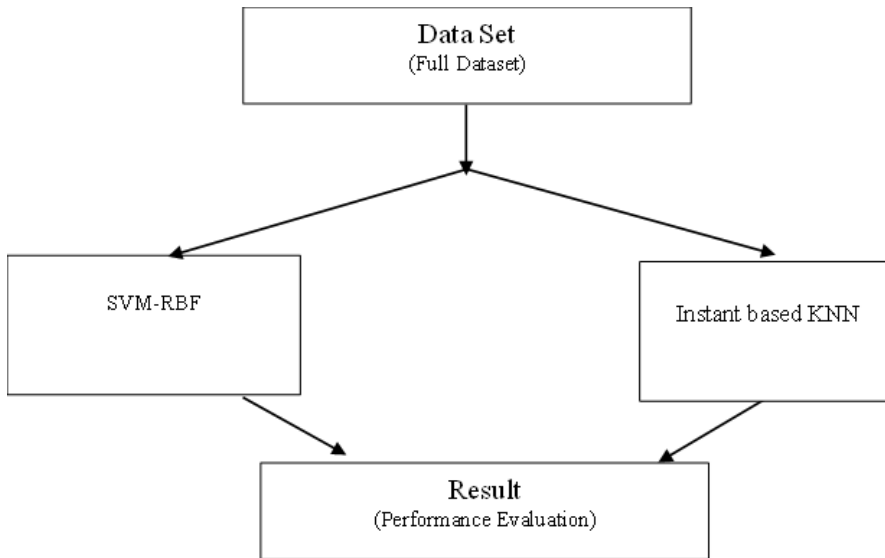 Data Set
(Full Dataset)
SVM-RBF
Instant based KNN
Result
(Performance Evaluation)